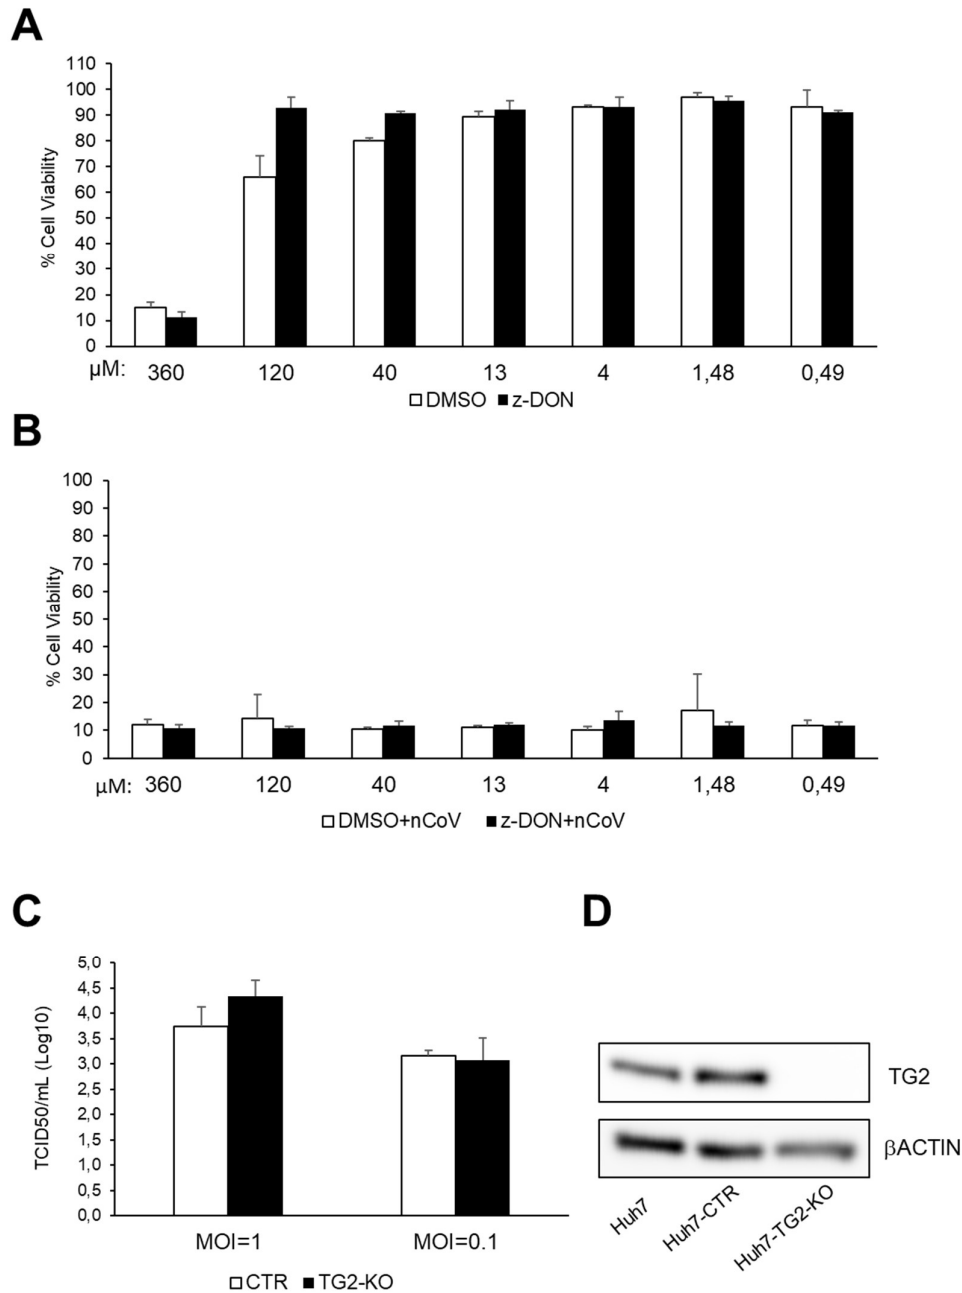 A
110
100
90
80
70
60
50
40
30
20
10
0
% Cell Viability
µM: 360 120 40 13 4 1,48 0,49
DMSO z-DON
B
100
90
80
70
60
50
40
30
20
10
0
% Cell Viability
µM: 360 120 40 13 4 1,48 0,49
DMSO+nCoV z-DON+nCoV
C
5,0
4,5
4,0
3,5
3,0
2,5
2,0
1,5
1,0
0,5
0,0
TCID50/mL (Log10)
MOI=1 MOI=0.1
CTR TG2-KO
D
TG2
βACTIN
Huh7
Huh7-CTR
Huh7-TG2-KO